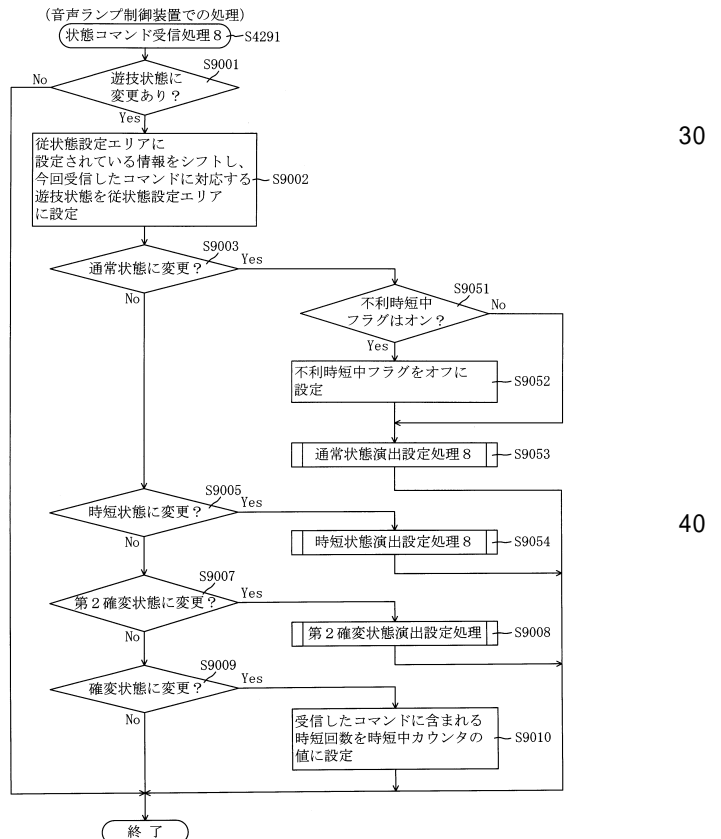 (音声ランプ制御装置での処理)
状態コマンド受信処理8
S4291
S9001
No
遊技状態に
変更あり?
Yes
30
従状態設定エリアに
設定されている情報をシフトし、
今回受信したコマンドに対応する
遊技状態を従状態設定エリア
に設定
S9002
S9003
通常状態に変更?
Yes
No
S9051
不利時短中
フラグはオン?
No
Yes
不利時短中フラグをオフに
設定
S9052
通常状態演出設定処理8
S9053
S9005
時短状態に変更?
Yes
No
時短状態演出設定処理8
S9054
40
S9007
第2確変状態に変更?
Yes
No
第2確変状態演出設定処理
S9008
S9009
確変状態に変更?
Yes
No
受信したコマンドに含まれる
時短回数を時短中カウンタの
値に設定
S9010
終了